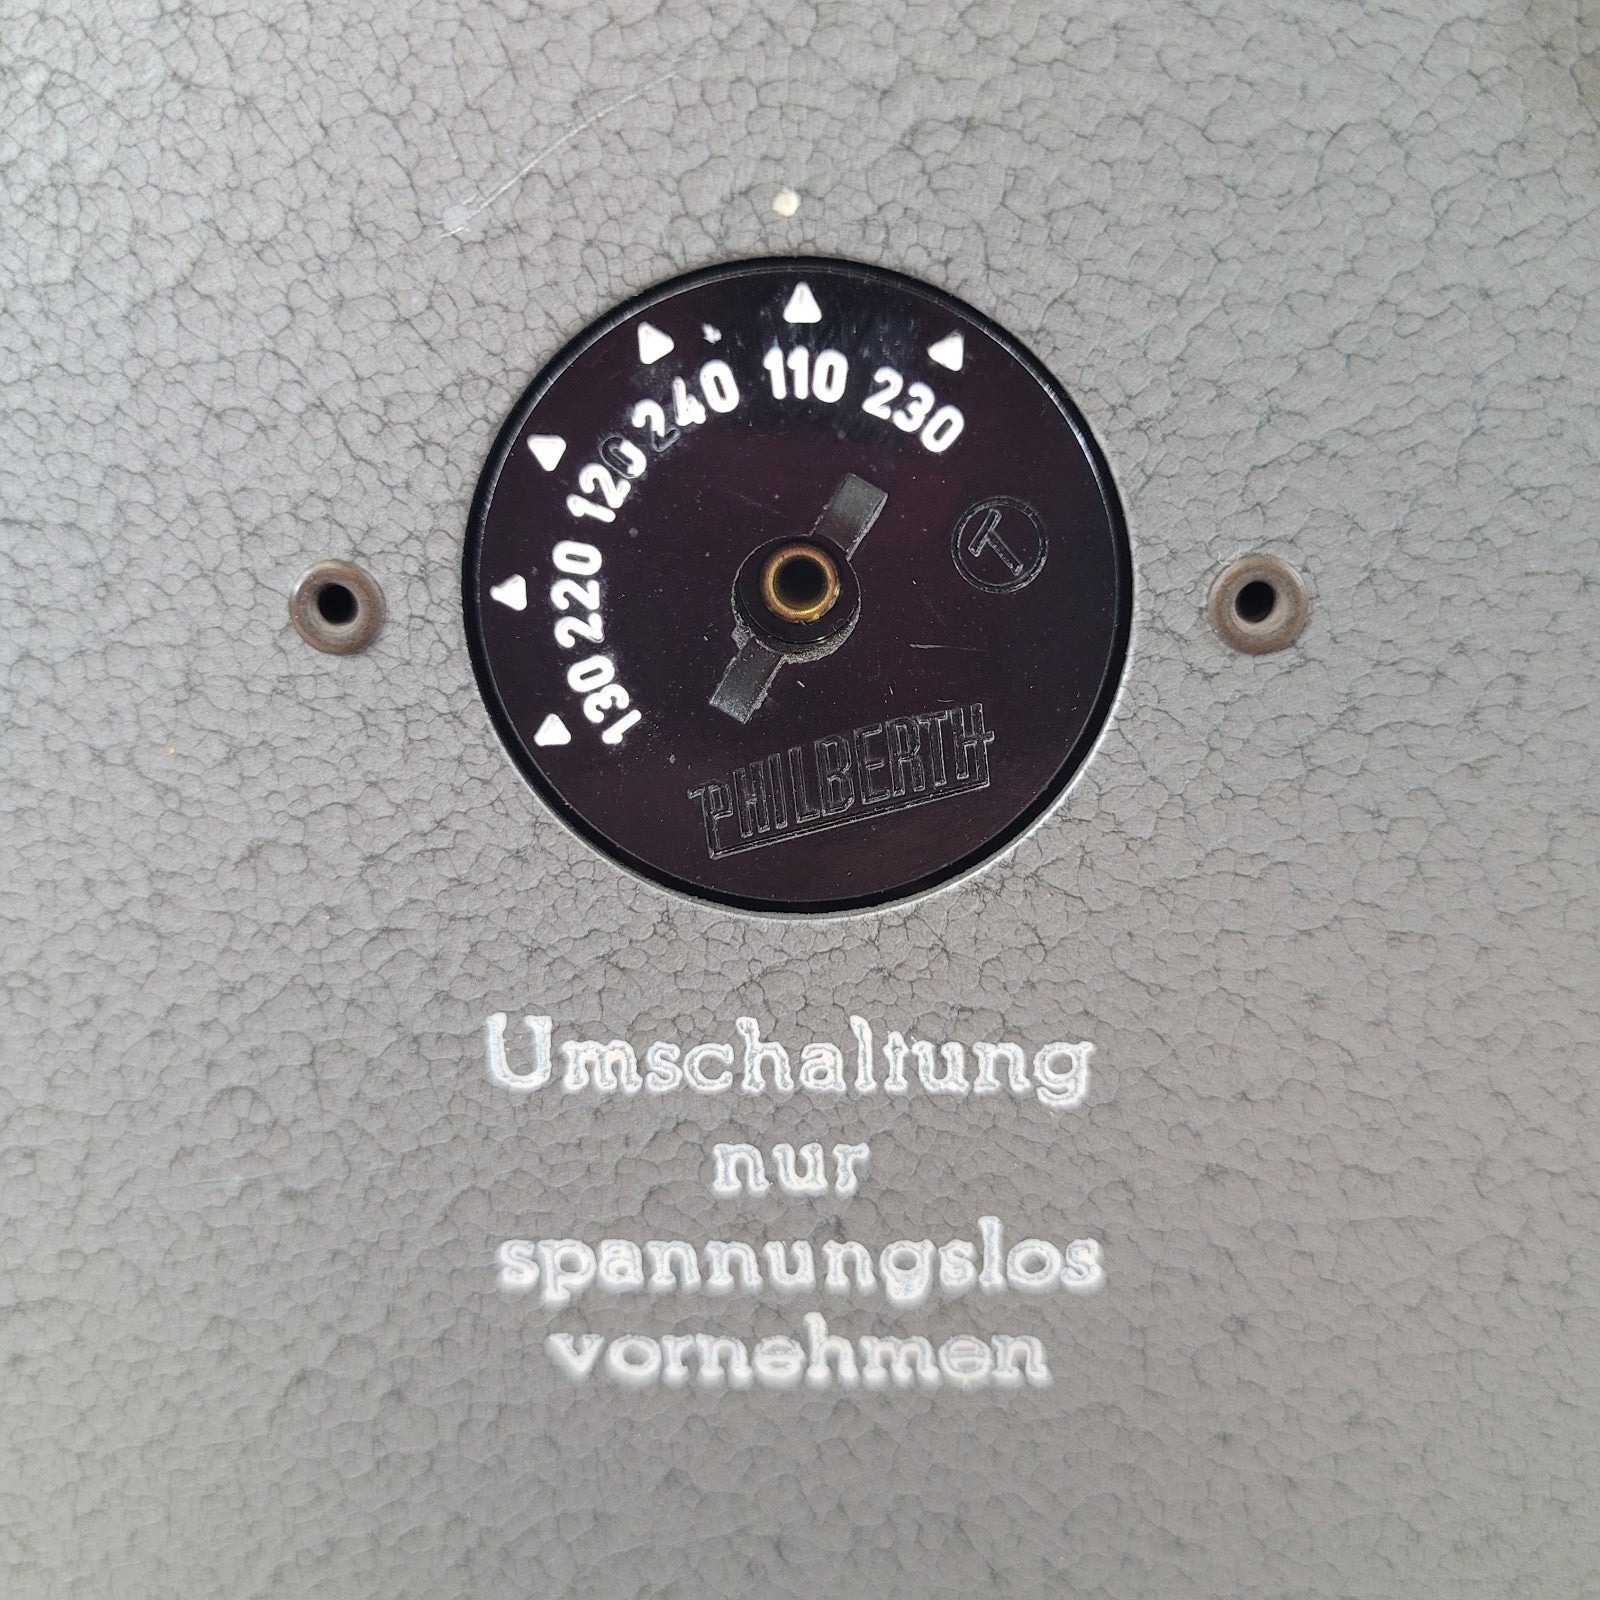 130 220 120 240 110 230
T
PHILBERTH
Umschaltung
nur
spannungslos
vornehmen